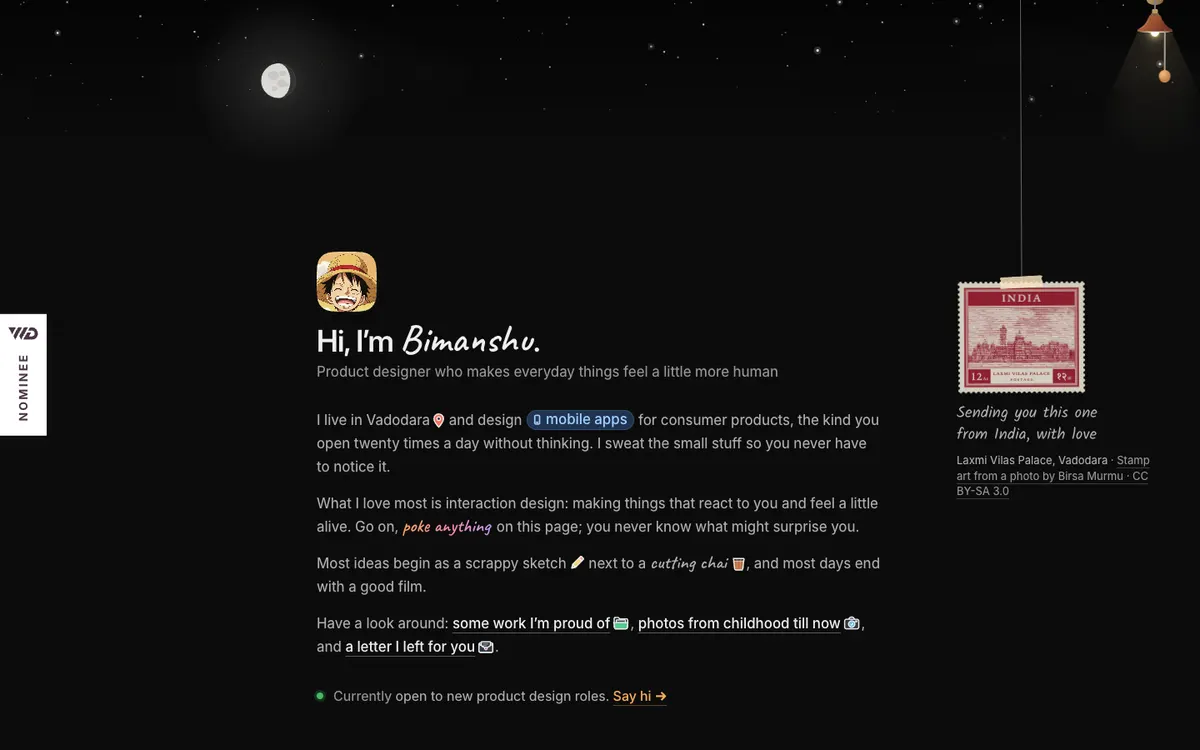 NOMINEE
Hi, I'm Bimanshu.
Product designer who makes everyday things feel a little more human
I live in Vadodara and design mobile apps for consumer products, the kind you
open twenty times a day without thinking. I sweat the small stuff so you never have
to notice it.
What I love most is interaction design: making things that react to you and feel a little
alive. Go on, poke anything on this page; you never know what might surprise you.
Most ideas begin as a scrappy sketch next to a cutting chai, and most days end
with a good film.
Have a look around: some work I'm proud of, photos from childhood till now,
and a letter I left for you.
Currently open to new product design roles. Say hi →
INDIA
LAXMI VILAS PALACE
POSTAGE
Sending you this one
from India, with love
Laxmi Vilas Palace, Vadodara · Stamp
art from a photo by Birsa Murmu · CC
BY-SA 3.0